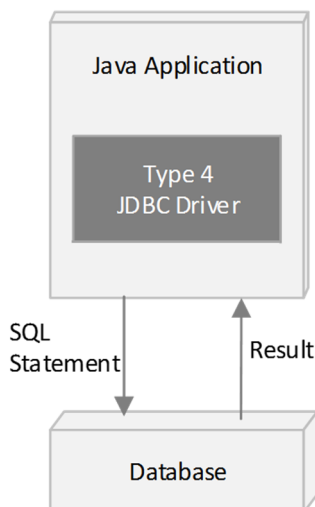 Java Application
Type 4
JDBC Driver
SQL
Statement
Result
Database